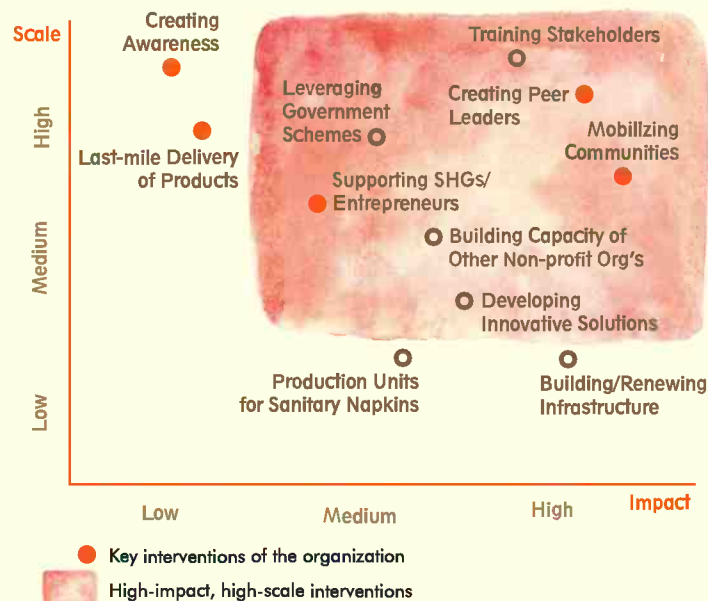 Scale
Creating
Awareness
Training Stakeholders
Leveraging
Government
Schemes
Creating Peer
Leaders
High
Mobilizing
Communities
Last-mile Delivery
of Products
Supporting SHGs/
Entrepreneurs
Medium
Building Capacity of
Other Non-profit Org's
Developing
Innovative Solutions
Production Units
for Sanitary Napkins
Building/Renewing
Infrastructure
Low
Low
Medium
High
Impact
Key interventions of the organization
High-impact, high-scale interventions